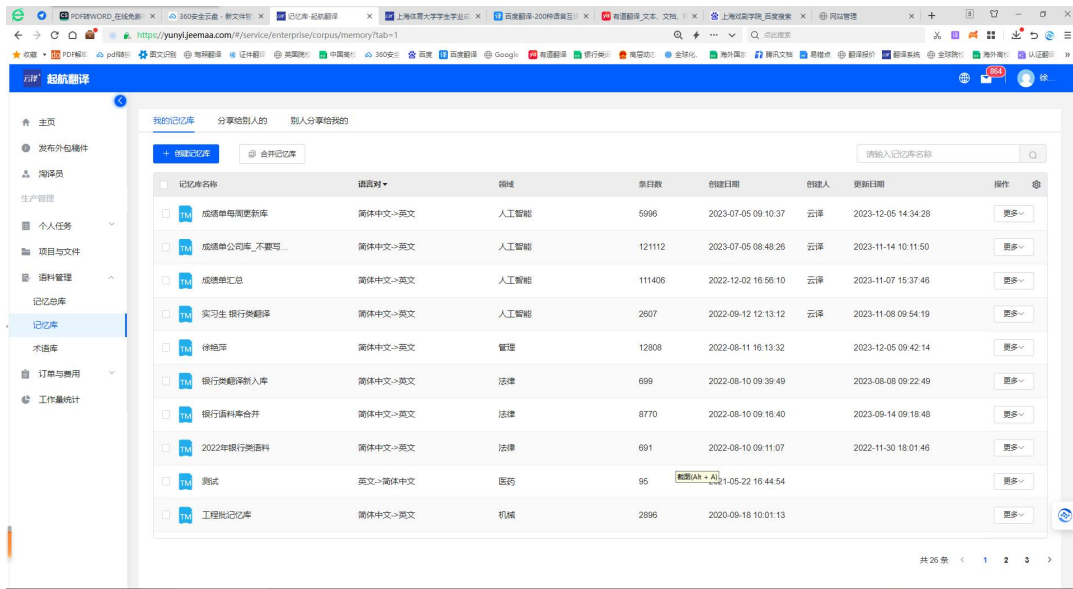 PDF转WORD_在线免费 360安全云盘 - 新文件包 记忆库-起航翻译 上海体育大学学生学业成 百度翻译-200种语言互 有道翻译_文本、文档、 上海戏剧学院_百度搜索 网站管理
https://yunyi.jeemaa.com/#/service/enterprise/corpus/memory?tab=1 点此搜索
收藏 PDF解密 pdf转换 图文识别 驾照翻译 证件翻译 英国院校 中国高校 360安全 百度 百度翻译 Google 有道翻译 银行类 高层动态 全球化 海外国 腾讯文档 易错点 翻译报价 翻译系统 全球院校 海外高校 认证翻译 »
云译 起航翻译 864 徐...
主页
发布外包稿件
淘译员
生产管理
个人任务
项目与文件
语料管理
记忆总库
记忆库
术语库
订单与费用
工作量统计
我的记忆库 分享给别人的 别人分享给我的
+ 创建记忆库 合并记忆库 请输入记忆库名称
记忆库名称 语言对 领域 条目数 创建日期 创建人 更新日期 操作
TM 成绩单每周更新库 简体中文->英文 人工智能 5996 2023-07-05 09:10:37 云译 2023-12-05 14:34:28 更多
TM 成绩单公司库_不要写... 简体中文->英文 人工智能 121112 2023-07-05 08:48:26 云译 2023-11-14 10:11:50 更多
TM 成绩单汇总 简体中文->英文 人工智能 111406 2022-12-02 16:56:10 云译 2023-11-07 15:37:46 更多
TM 实习生 银行类翻译 简体中文->英文 人工智能 2607 2022-09-12 12:13:12 云译 2023-11-08 09:54:19 更多
TM 徐艳萍 简体中文->英文 管理 12808 2022-08-11 16:13:32 2023-12-05 09:42:14 更多
TM 银行类翻译新入库 简体中文->英文 法律 699 2022-08-10 09:39:49 2023-08-08 09:22:49 更多
TM 银行语料库合并 简体中文->英文 法律 8770 2022-08-10 09:16:40 2023-09-14 09:18:48 更多
TM 2022年银行类语料 简体中文->英文 法律 691 2022-08-10 09:11:07 2022-11-30 18:01:46 更多
截图(Alt + A)
TM 测试 英文->简体中文 医药 95 2021-05-22 16:44:54 更多
TM 工程批记忆库 简体中文->英文 机械 2896 2020-09-18 10:01:13 更多
共 26 条 < 1 2 3 >